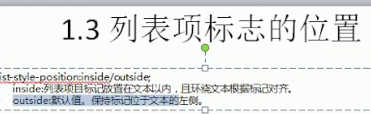 1.3 列表项标志的位置
ist-style-position:inside/outside;
inside:列表项目标记放置在文本以内，且环绕文本根据标记对齐。
outside:默认值。保持标记位于文本的左侧。